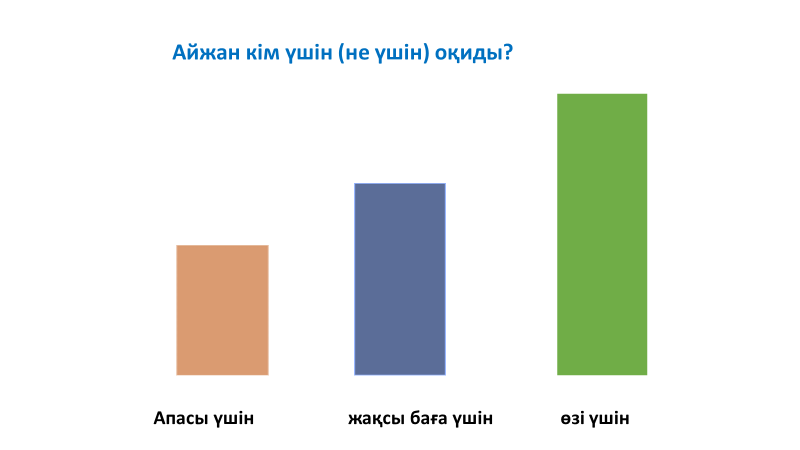 Айжан кім үшін (не үшін) оқиды?
Апасы үшін
жақсы баға үшін
өзі үшін